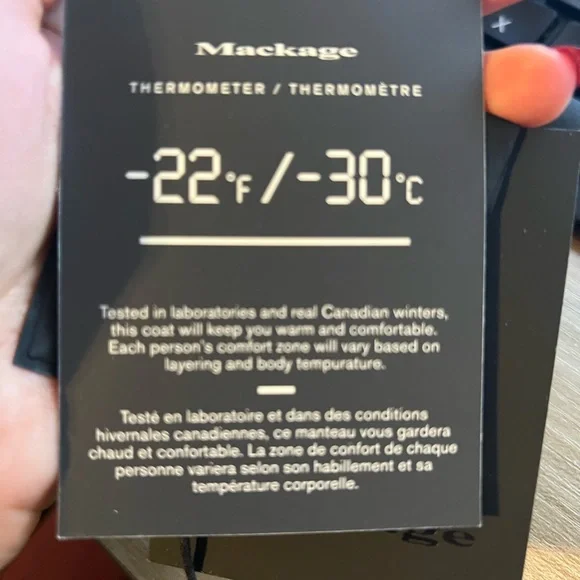 Mackage
THERMOMETER / THERMOMÈTRE
-22°F/-30°C
Tested in laboratories and real Canadian winters,
this coat will keep you warm and comfortable.
Each person's comfort zone will vary based on
layering and body tempurature.
Testé en laboratoire et dans des conditions
hivernales canadiennes, ce manteau vous gardera
chaud et confortable. La zone de confort de chaque
personne variera selon son habillement et sa
température corporelle.